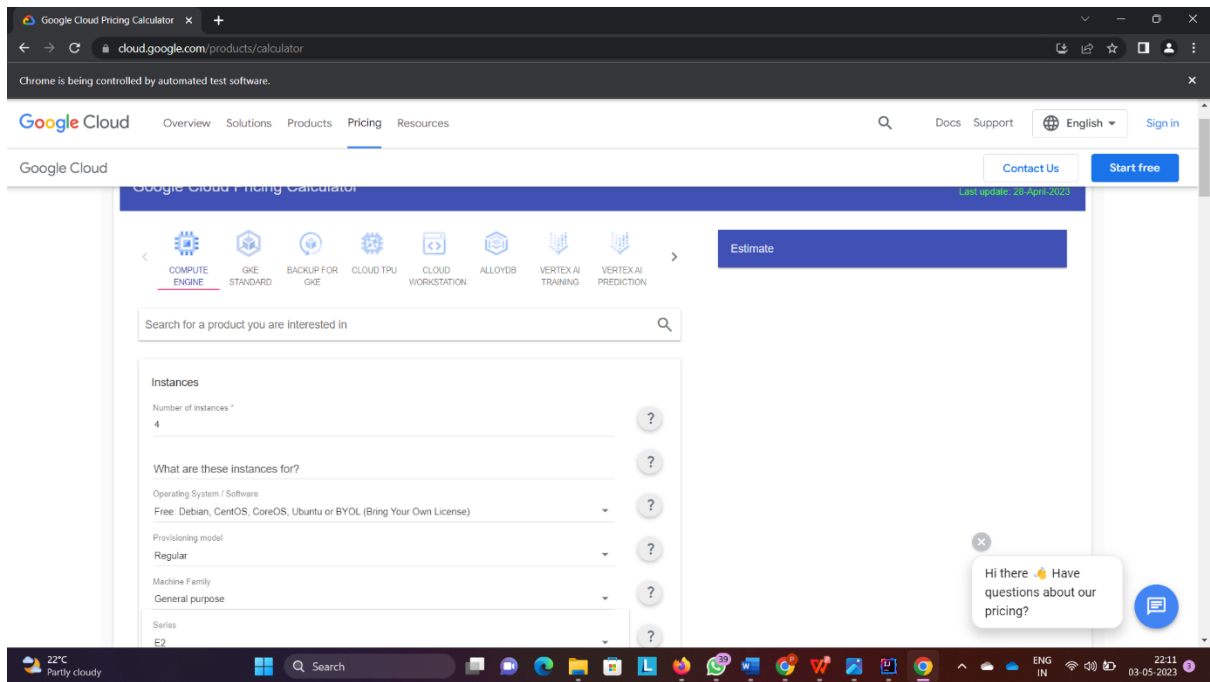 Google Cloud Pricing Calculator
cloud.google.com/products/calculator
Chrome is being controlled by automated test software.
Google Cloud Overview Solutions Products Pricing Resources Docs Support English Sign in
Google Cloud Contact Us Start free
Google Cloud Pricing Calculator Last update: 28-April-2023
COMPUTE ENGINE
GKE STANDARD
BACKUP FOR GKE
CLOUD TPU
CLOUD WORKSTATION
ALLOYDB
VERTEX AI TRAINING
VERTEX AI PREDICTION
Estimate
Search for a product you are interested in
Instances
Number of instances *
4
?
What are these instances for?
?
Operating System / Software
Free: Debian, CentOS, CoreOS, Ubuntu or BYOL (Bring Your Own License)
?
Provisioning model
Regular
?
Machine Family
General purpose
?
Series
E2
?
Hi there 👋 Have
questions about our
pricing?
22°C
Partly cloudy
Search
L
39
ENG
IN
22:11
03-05-2023
3